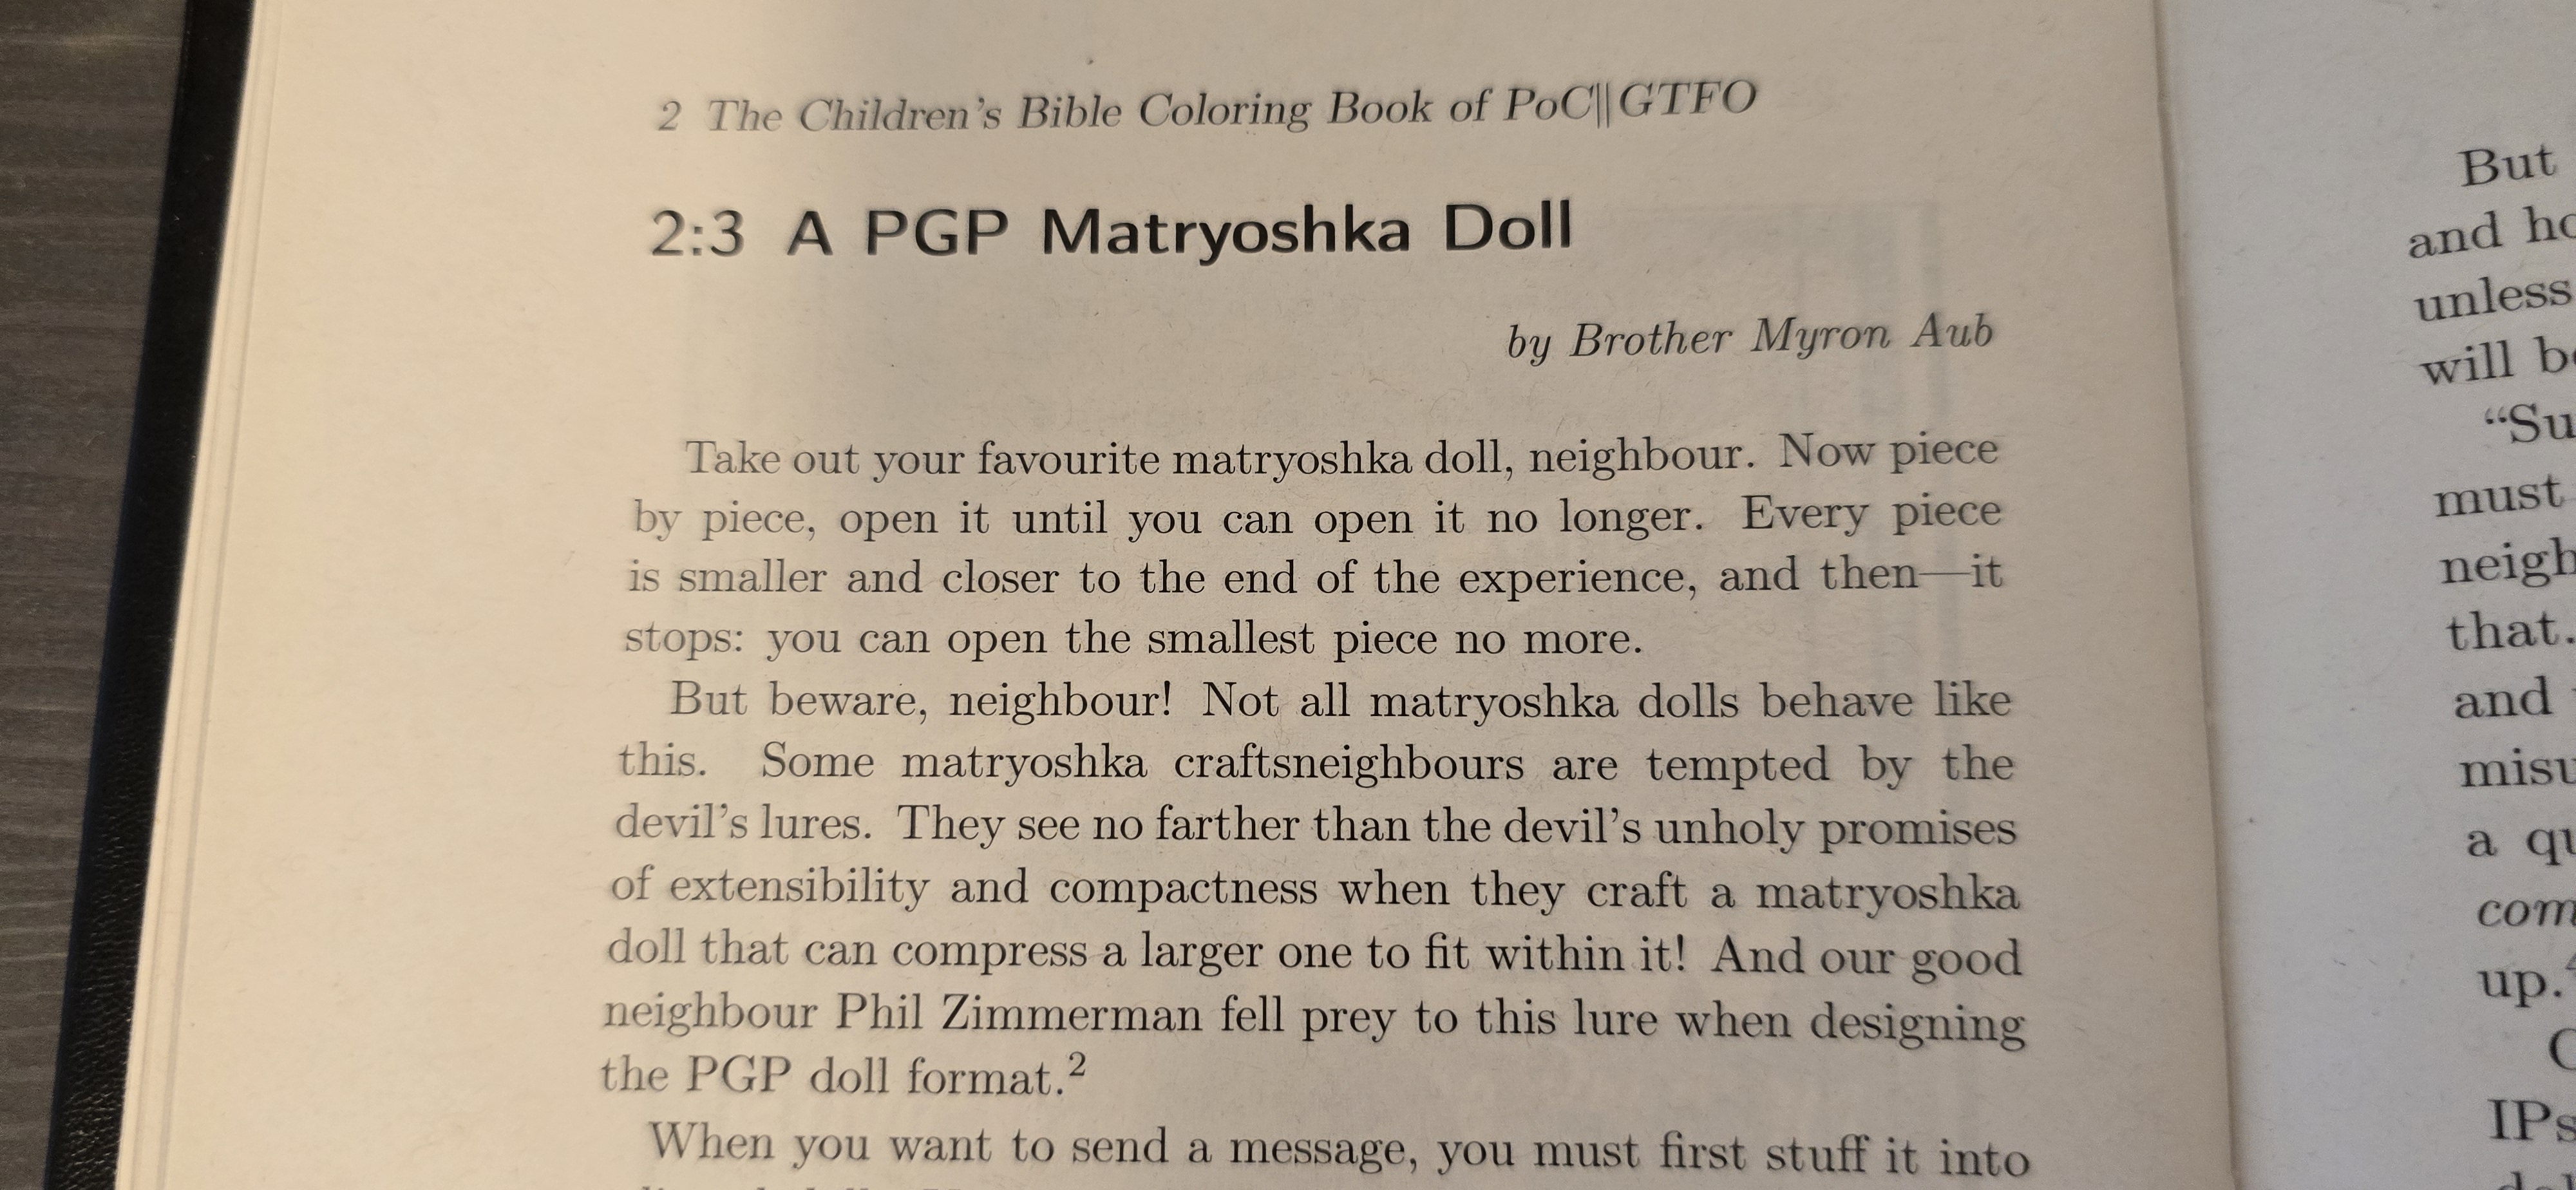 2 The Children's Bible Coloring Book of PoC||GTFO
2:3 A PGP Matryoshka Doll
by Brother Myron Aub
Take out your favourite matryoshka doll, neighbour. Now piece
by piece, open it until you can open it no longer. Every piece
is smaller and closer to the end of the experience, and then—it
stops: you can open the smallest piece no more.
But beware, neighbour! Not all matryoshka dolls behave like
this. Some matryoshka craftsneighbours are tempted by the
devil's lures. They see no farther than the devil's unholy promises
of extensibility and compactness when they craft a matryoshka
doll that can compress a larger one to fit within it! And our good
neighbour Phil Zimmerman fell prey to this lure when designing
the PGP doll format.²
When you want to send a message, you must first stuff it into
But
and
unless
will
“Su
must
neigh
that.
and
misu
a
com
up.
IPs